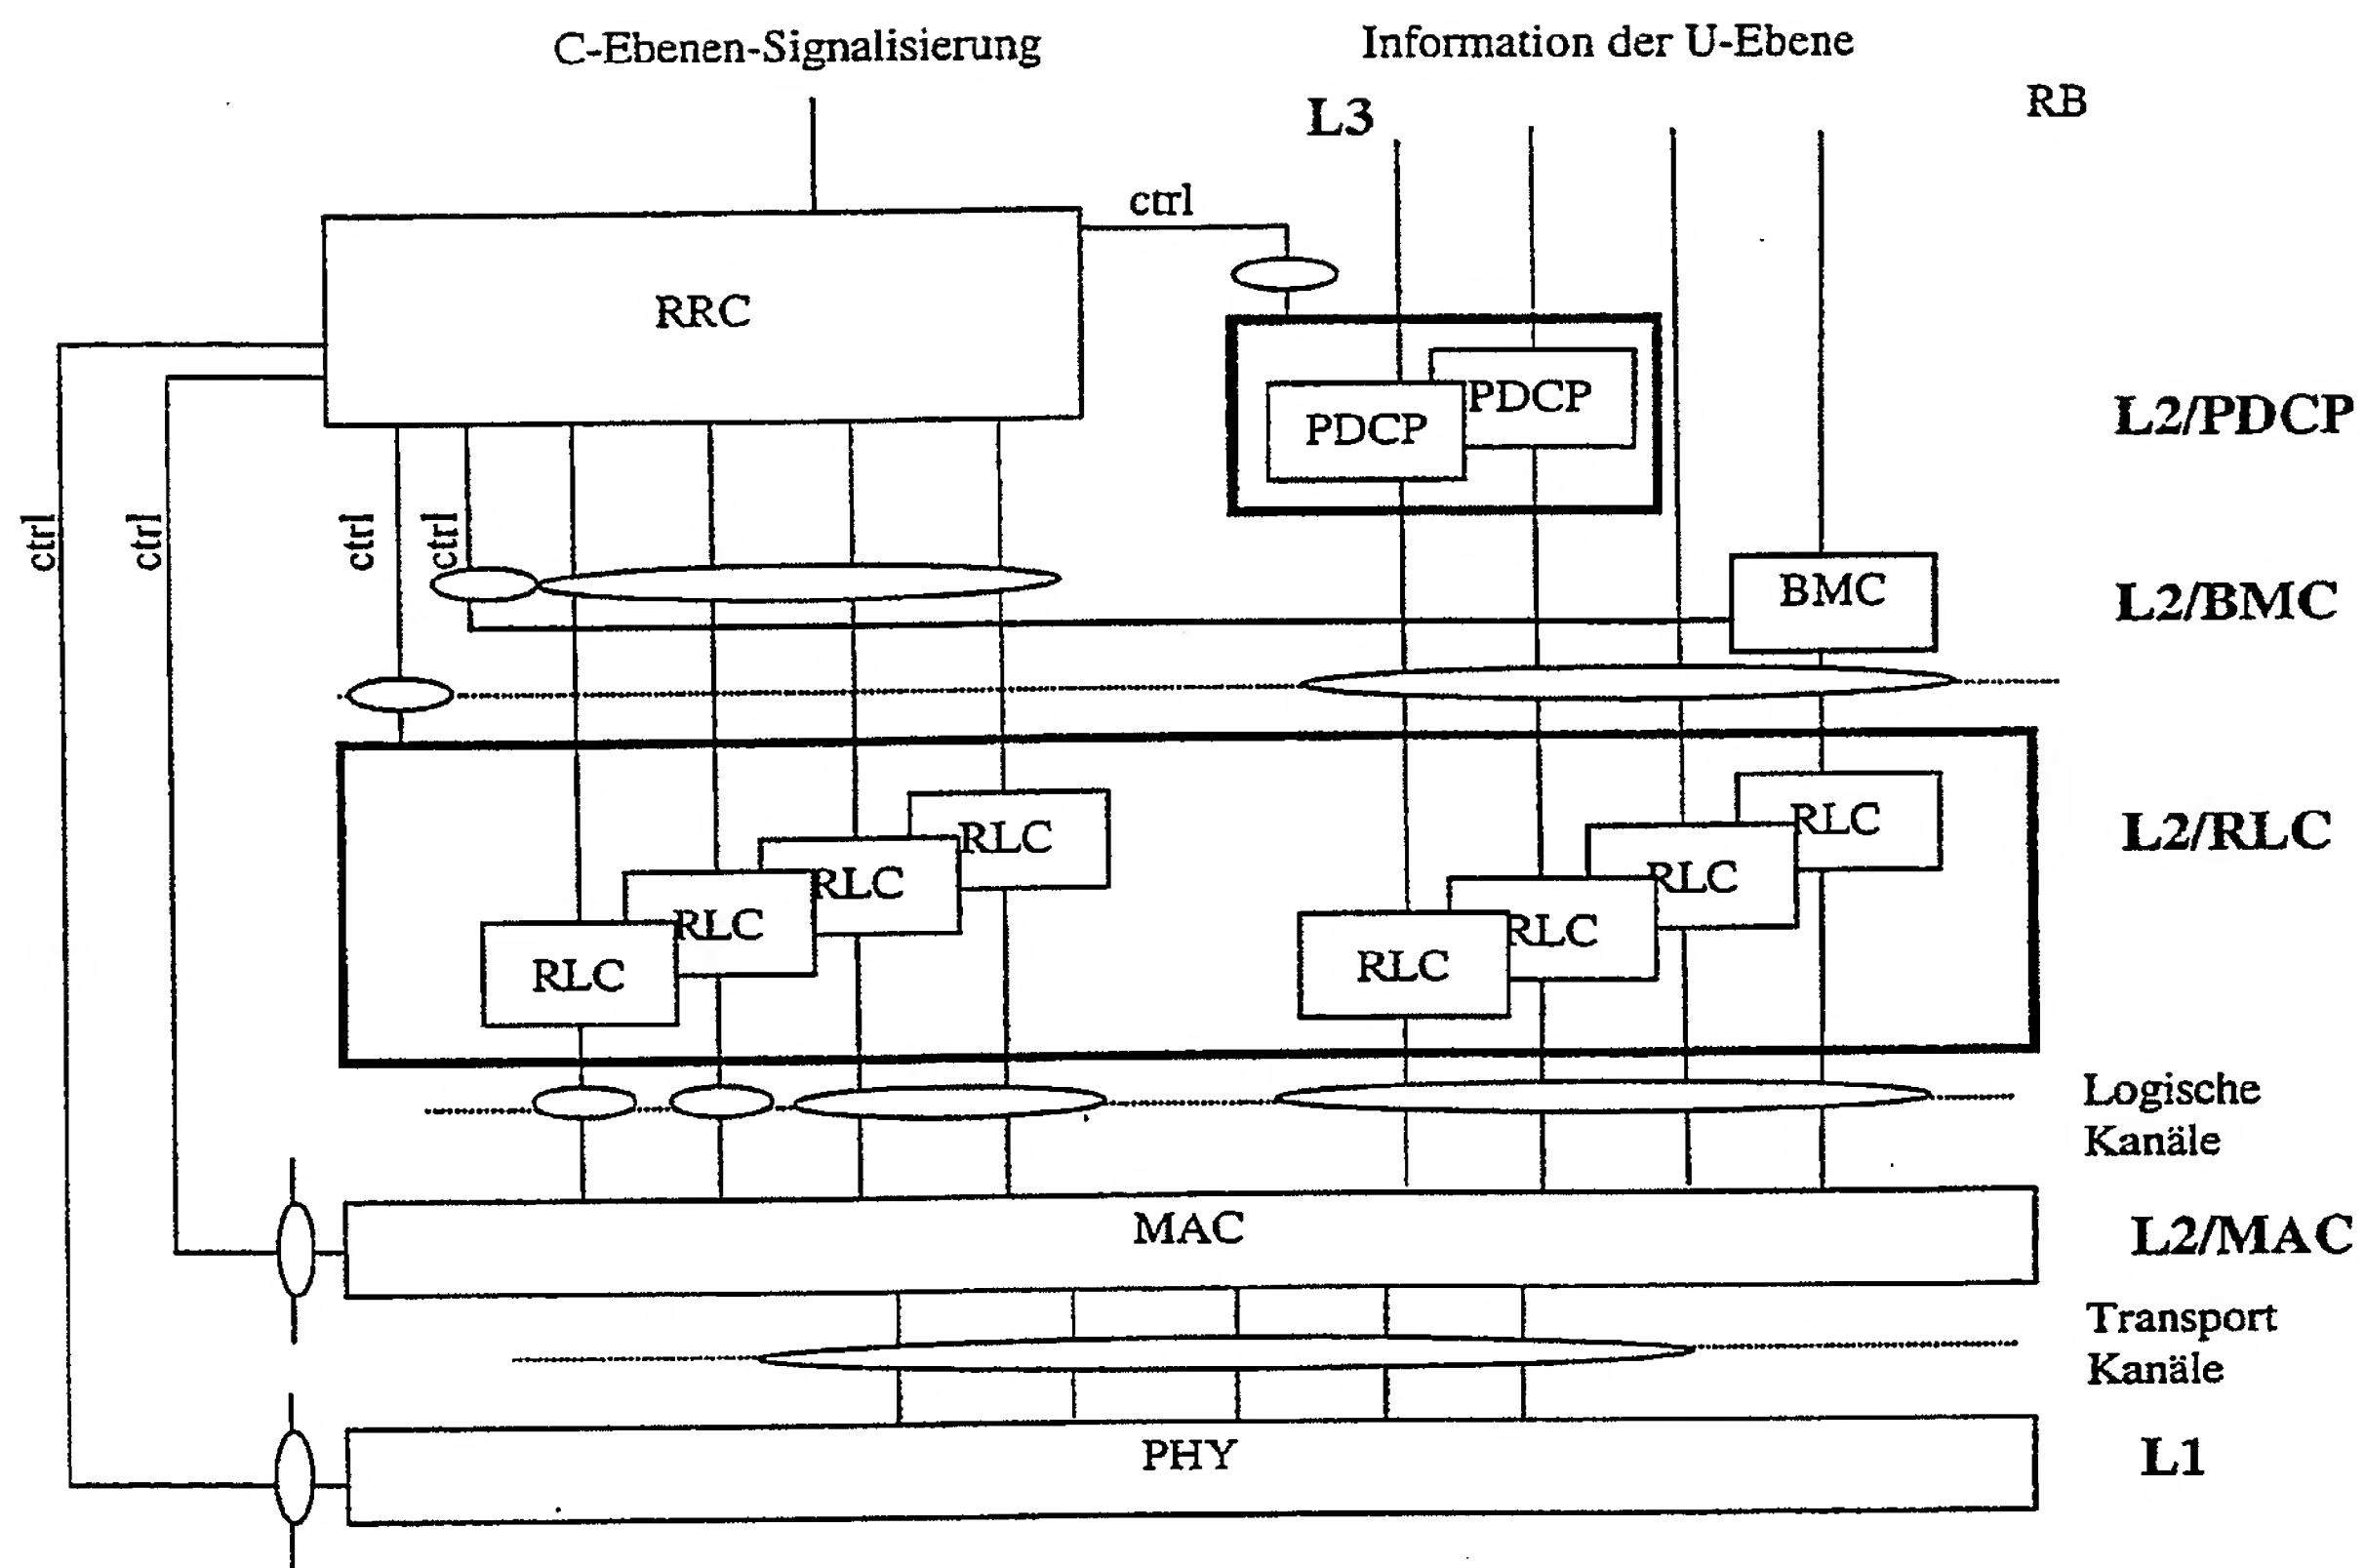 C-Ebenen-Signalisierung
Information der U-Ebene
RB
L3
ctrl
RRC
PDCP
PDCP
L2/PDCP
ctrl
ctrl
ctrl
ctrl
BMC
L2/BMC
RLC
RLC
RLC
RLC
RLC
RLC
RLC
RLC
L2/RLC
Logische
Kanäle
MAC
L2/MAC
Transport
Kanäle
PHY
L1